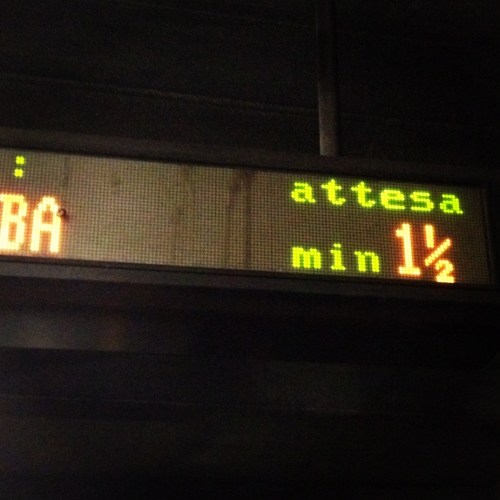 : attesa
BA min 1½